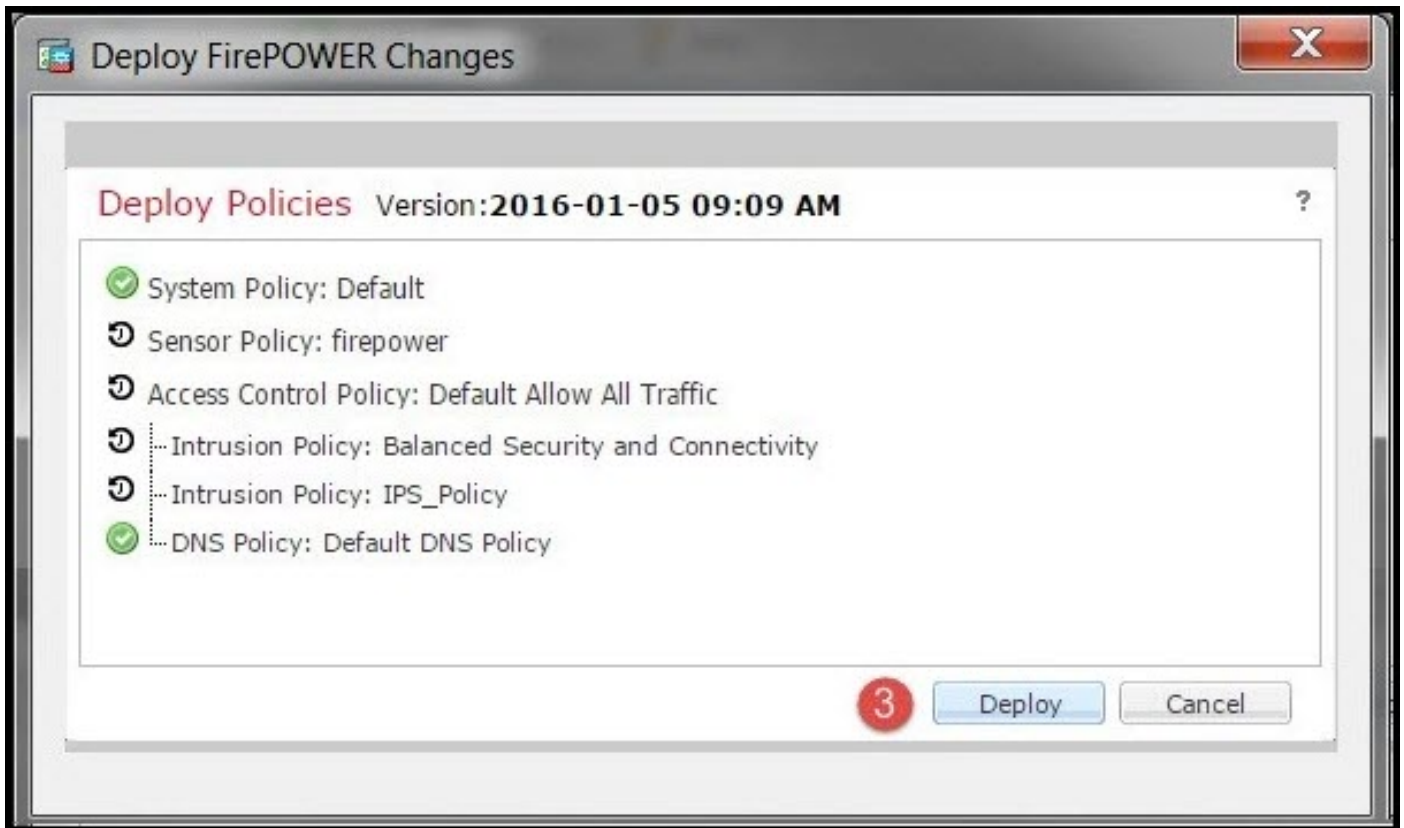 Deploy FirePOWER Changes
X
Deploy Policies Version:2016-01-05 09:09 AM ?
System Policy: Default
Sensor Policy: firepower
Access Control Policy: Default Allow All Traffic
Intrusion Policy: Balanced Security and Connectivity
Intrusion Policy: IPS_Policy
DNS Policy: Default DNS Policy
3 Deploy Cancel